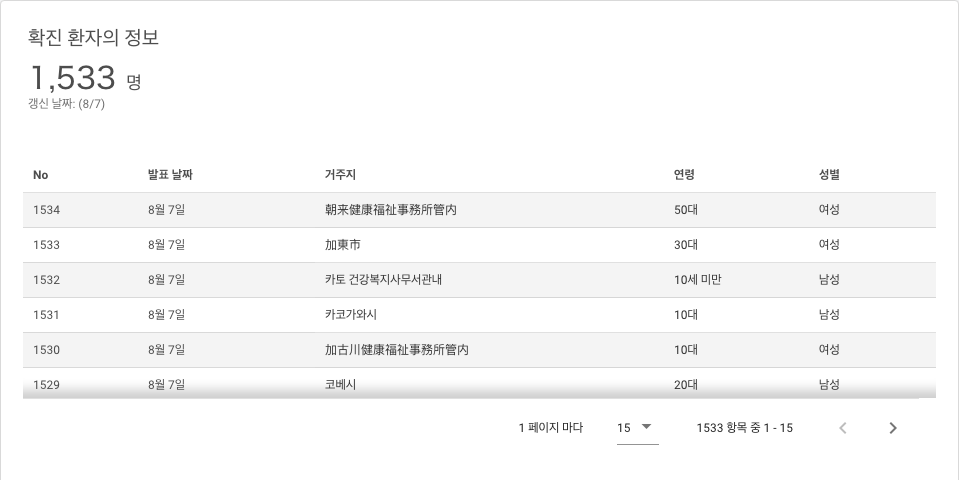 확진 환자의 정보
1,533 명
갱신 날짜: (8/7)
No 발표 날짜 거주지 연령 성별
1534 8월 7일 朝来健康福祉事務所管内 50대 여성
1533 8월 7일 加東市 30대 여성
1532 8월 7일 카토 건강복지사무서관내 10세 미만 남성
1531 8월 7일 카코가와시 10대 남성
1530 8월 7일 加古川健康福祉事務所管内 10대 여성
1529 8월 7일 코베시 20대 남성
1 페이지 마다 15 1533 항목 중 1 - 15